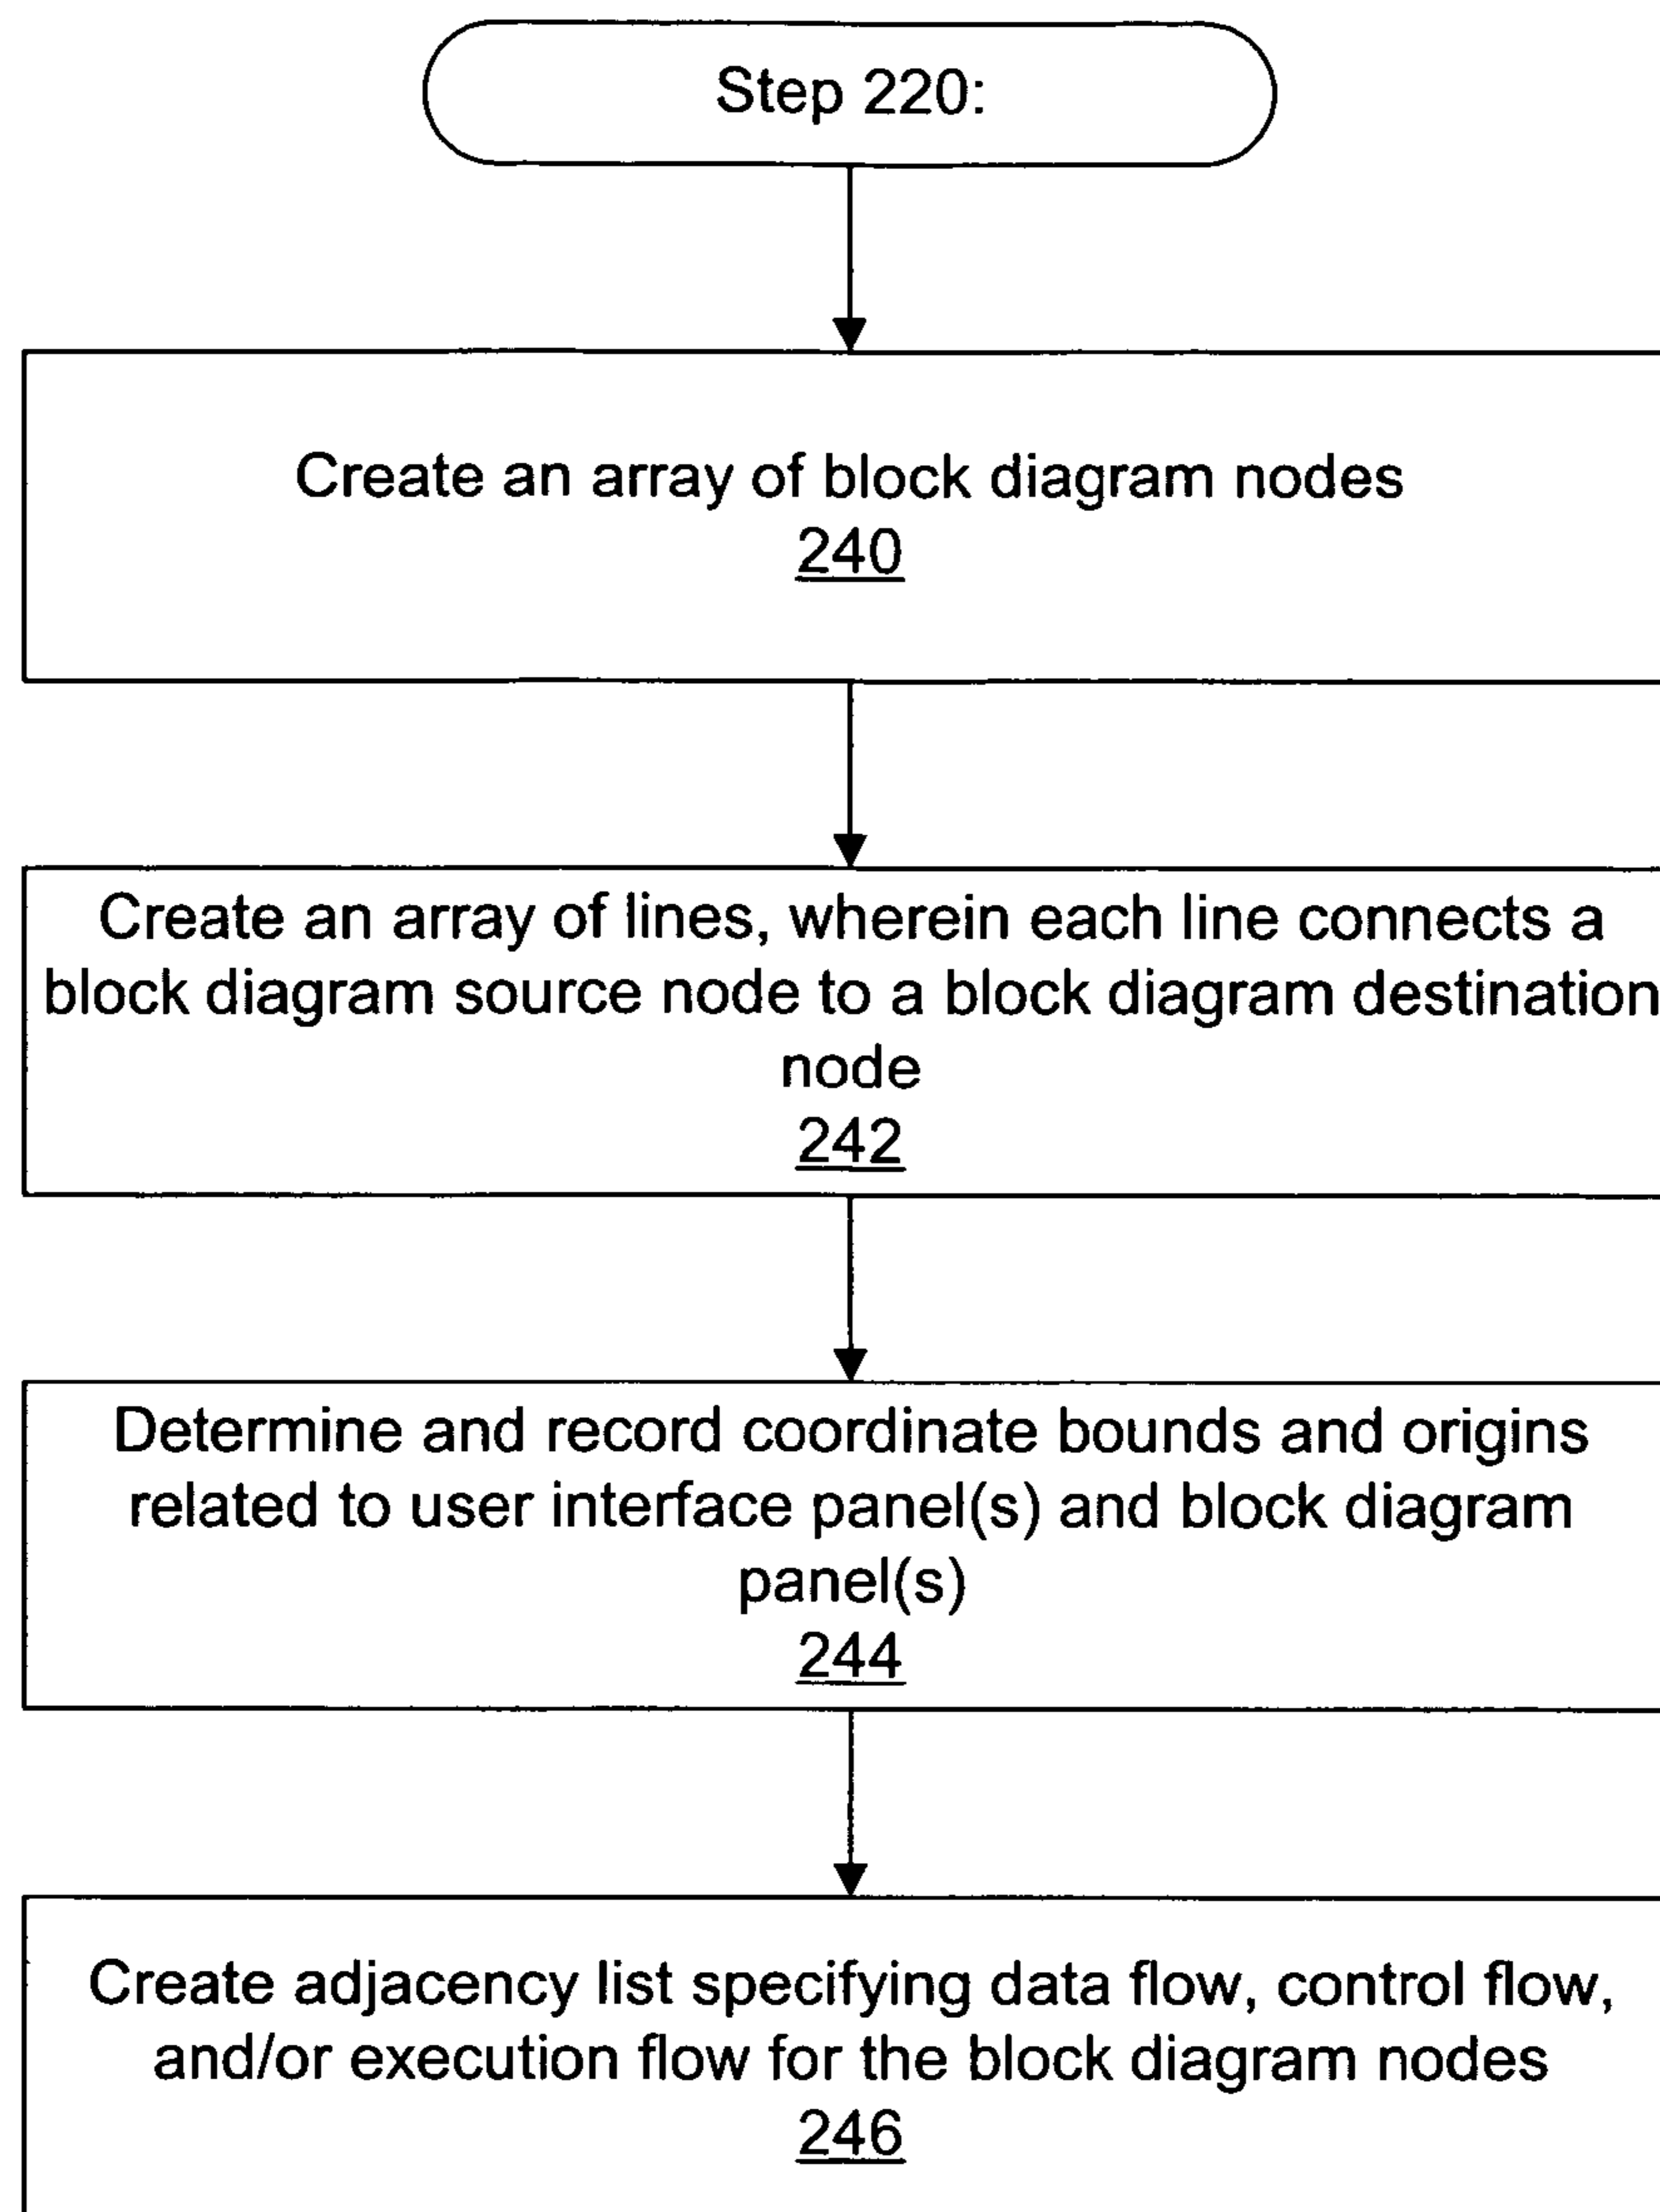 Step 220:
Create an array of block diagram nodes
240
Create an array of lines, wherein each line connects a
block diagram source node to a block diagram destination
node
242
Determine and record coordinate bounds and origins
related to user interface panel(s) and block diagram
panel(s)
244
Create adjacency list specifying data flow, control flow,
and/or execution flow for the block diagram nodes
246